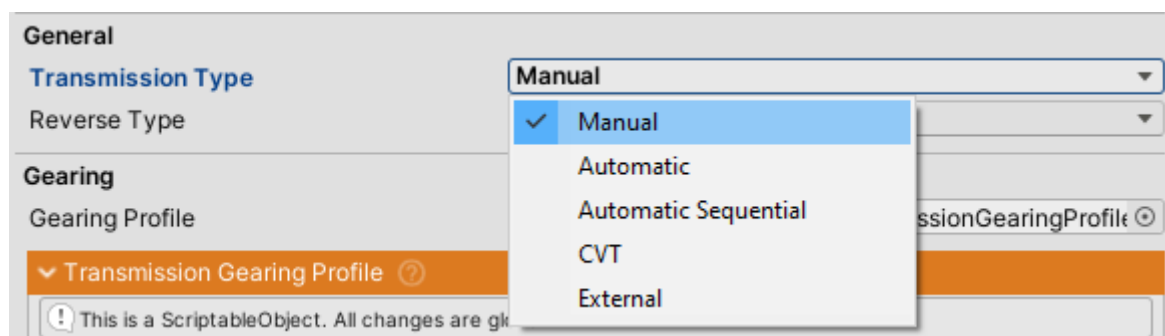 General
Transmission Type Manual
Reverse Type Manual
Automatic
Gearing
Gearing Profile Automatic Sequential ssionGearingProfile
CVT
Transmission Gearing Profile
External
This is a ScriptableObject. All changes are